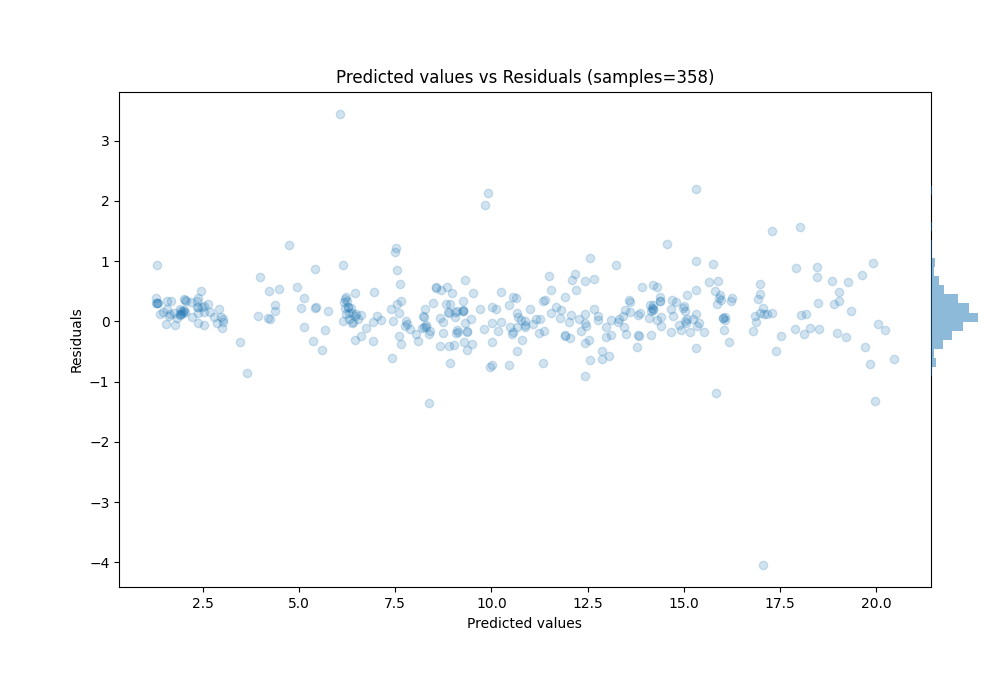 Predicted values vs Residuals (samples=358)
3
2
1
0
−1
−2
−3
−4
Residuals
2.5 5.0 7.5 10.0 12.5 15.0 17.5 20.0
Predicted values